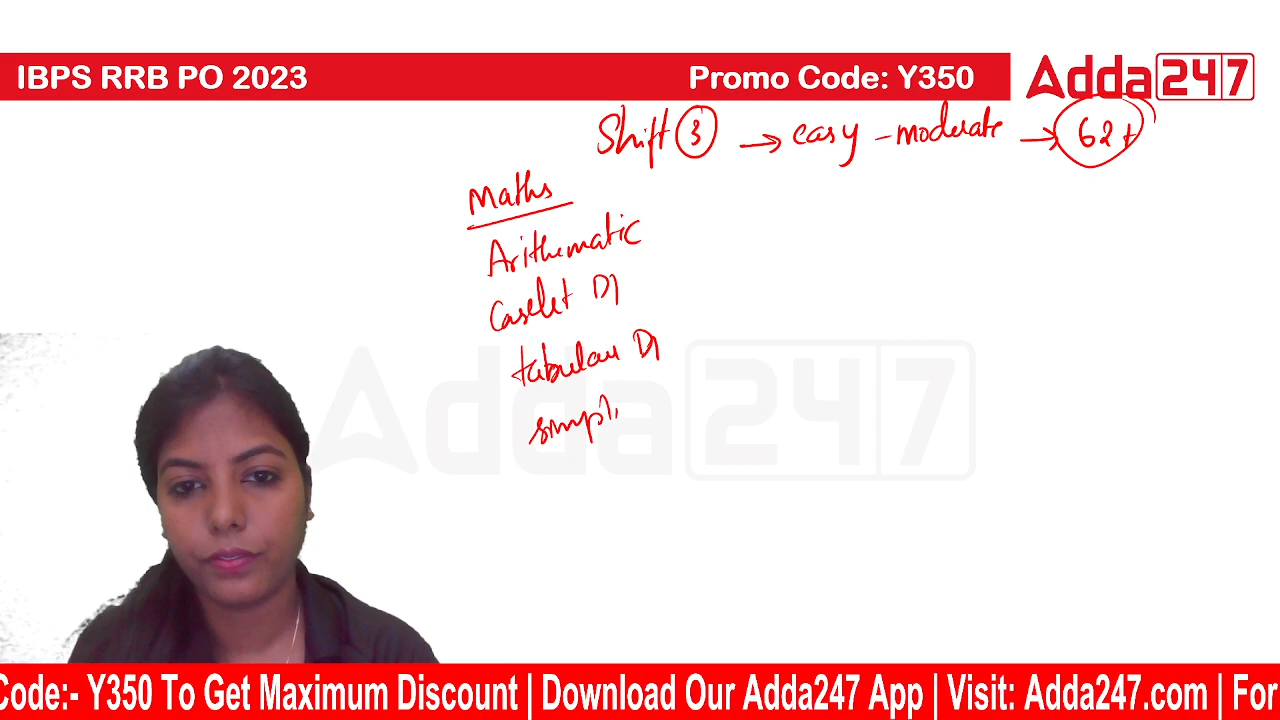 IBPS RRB PO 2023
Promo Code: Y350
Adda247
Shift 3 → easy - moderate → 62+
Maths
Arithematic
Caselet DI
tabular DI
simpli
Adda247
Code:- Y350 To Get Maximum Discount | Download Our Adda247 App | Visit: Adda247.com | For